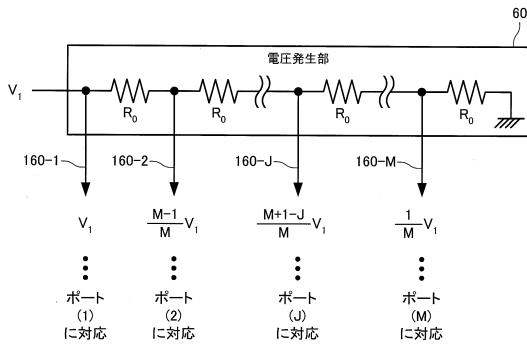 60
電圧発生部
V1
R0 R0 R0 R0
160-1 160-2 160-J 160-M
V1 M-1/M V1 M+1-J/M V1 1/M V1
ポート ポート ポート ポート
(1) (2) (J) (M)
に対応 に対応 に対応 に対応